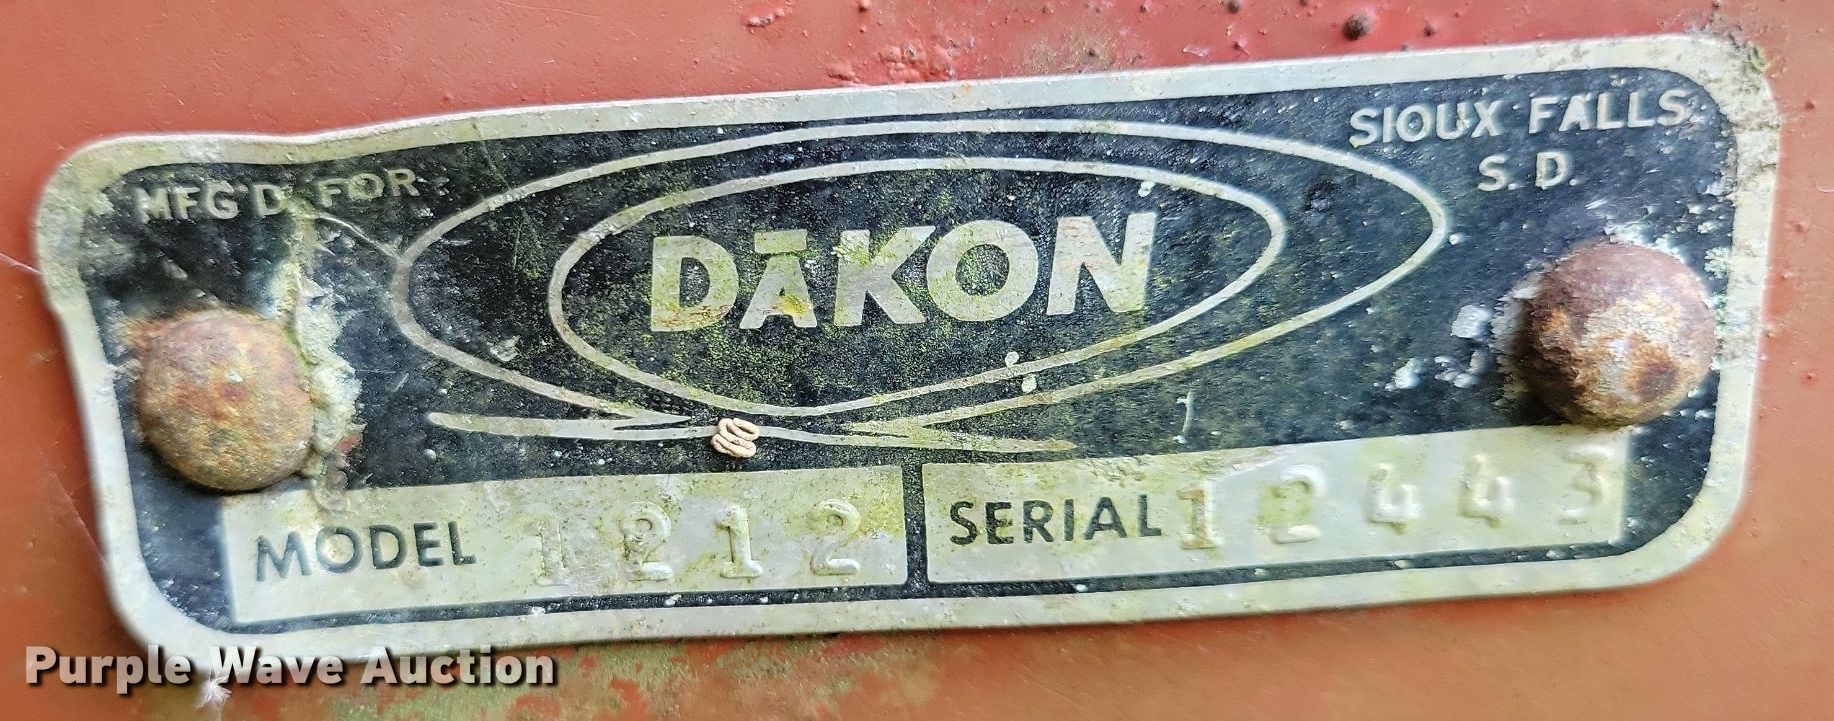 MFG'D. FOR
SIOUX FALLS
S. D.
DĀKON
MODEL 1212
SERIAL 12443
Purple Wave Auction